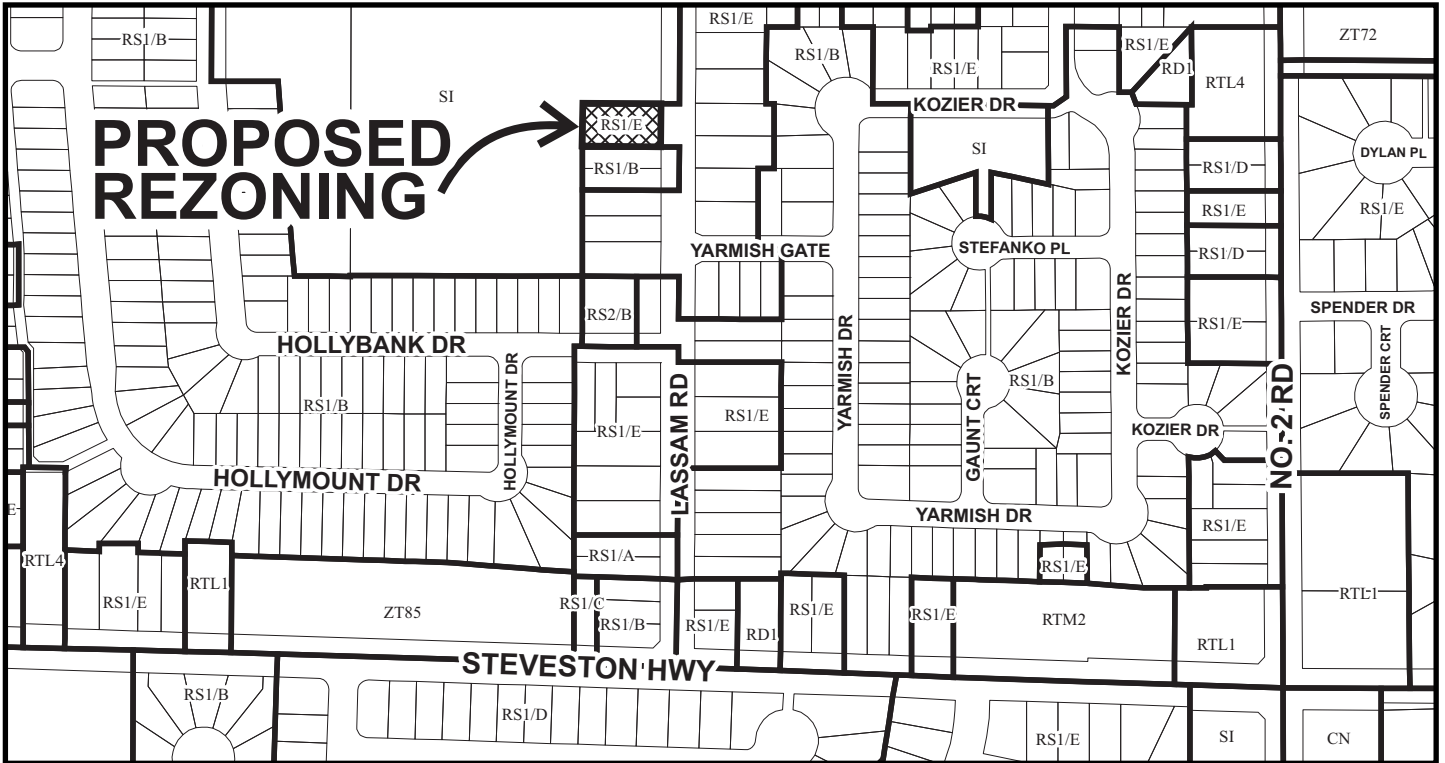 RS1/E
ZT72
RS1/B
RS1/B
RS1/E
RS1/E
RD1
RTL4
SI
KOZIER DR
PROPOSED
REZONING
RS1/E
SI
DYLAN PL
RS1/B
RS1/D
RS1/E
RS1/E
YARMISH GATE
STEFANKO PL
RS1/D
KOZIER DR
SPENDER DR
RS2/B
RS1/E
HOLLYBANK DR
YARMISH DR
SPENDER CRT
HOLLYMOUNT DR
RS1/B
RS1/B
GAUNT CRT
LASSAM RD
RS1/E
RS1/E
NO. 2 RD
KOZIER DR
HOLLYMOUNT DR
E
YARMISH DR
RS1/E
RS1/A
RTL4
RTL1
RS1/E
RTL1
RS1/E
ZT85
RS1/C
RS1/B
RS1/E
RD1
RS1/E
RS1/E
RTM2
RTL1
STEVESTON HWY
RS1/B
RS1/D
RS1/E
SI
CN